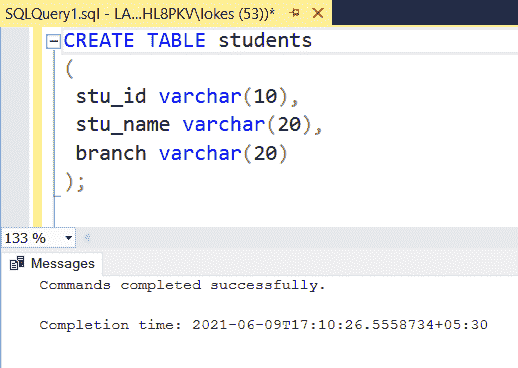 SQLQuery1.sql - LA...HL8PKV\lokes (53))*
CREATE TABLE students
(
stu_id varchar(10),
stu_name varchar(20),
branch varchar(20)
);
133 %
Messages
Commands completed successfully.
Completion time: 2021-06-09T17:10:26.5558734+05:30